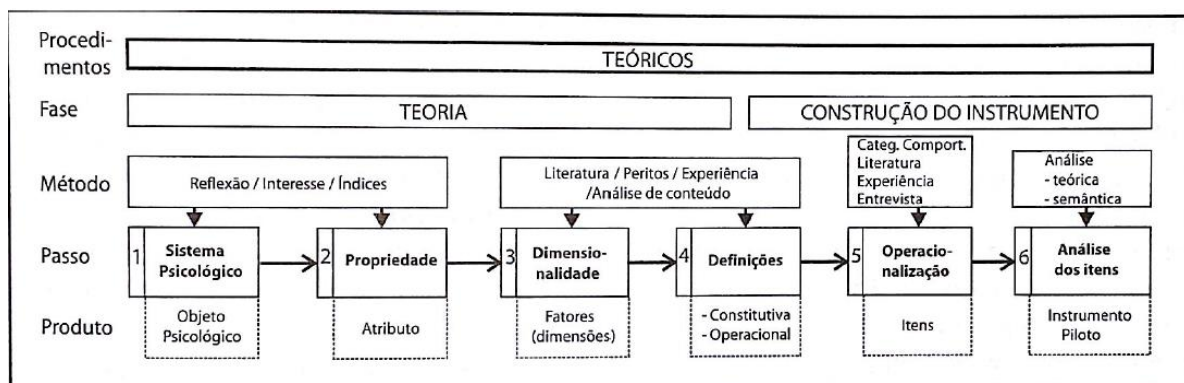 Procedi-
mentos
TEÓRICOS
Fase
TEORIA
CONSTRUÇÃO DO INSTRUMENTO
Método
Reflexão / Interesse / Índices
Literatura / Peritos / Experiência
/Análise de conteúdo
Categ. Comport.
Literatura
Experiência
Entrevista
Análise
- teórica
- semântica
Passo
1
Sistema
Psicológico
2
Propriedade
3
Dimensio-
nalidade
4
Definições
5
Operacio-
nalização
6
Análise
dos itens
Produto
Objeto
Psicológico
Atributo
Fatores
(dimensões)
- Constitutiva
- Operacional
Itens
Instrumento
Piloto